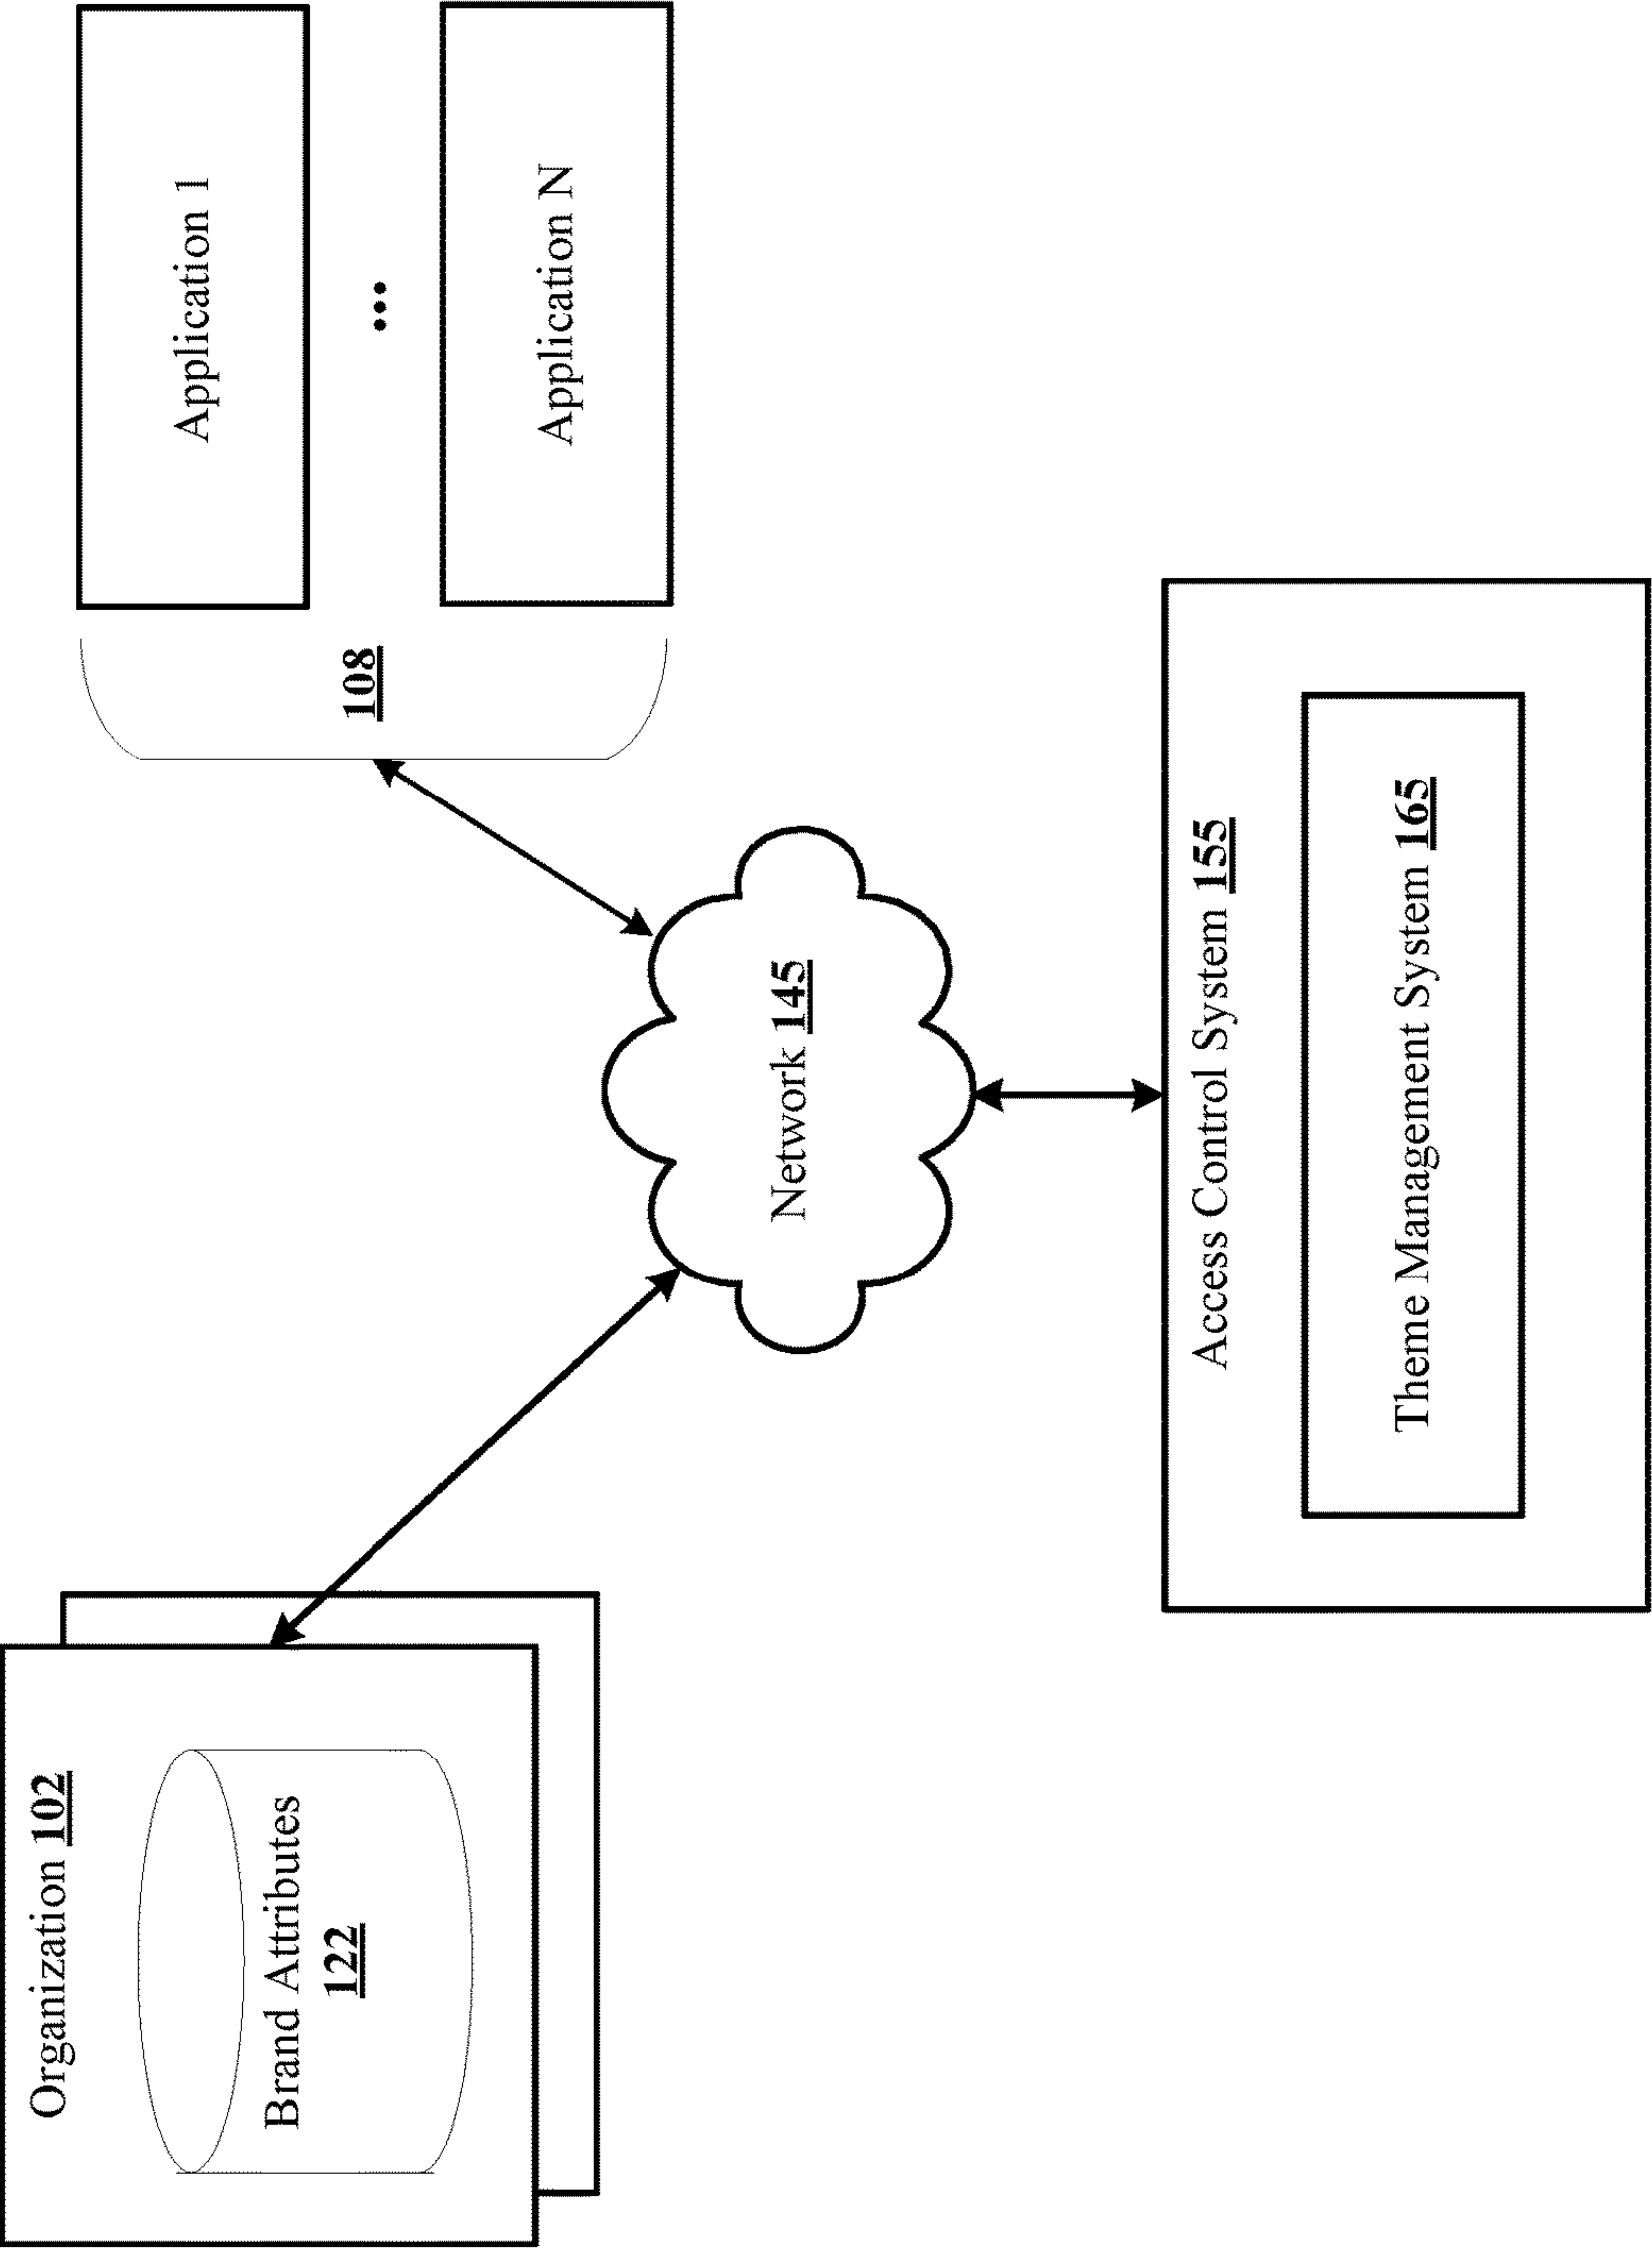 Organization 102
Brand Attributes
122
Application 1
...
Application N
108
Network 145
Access Control System 155
Theme Management System 165